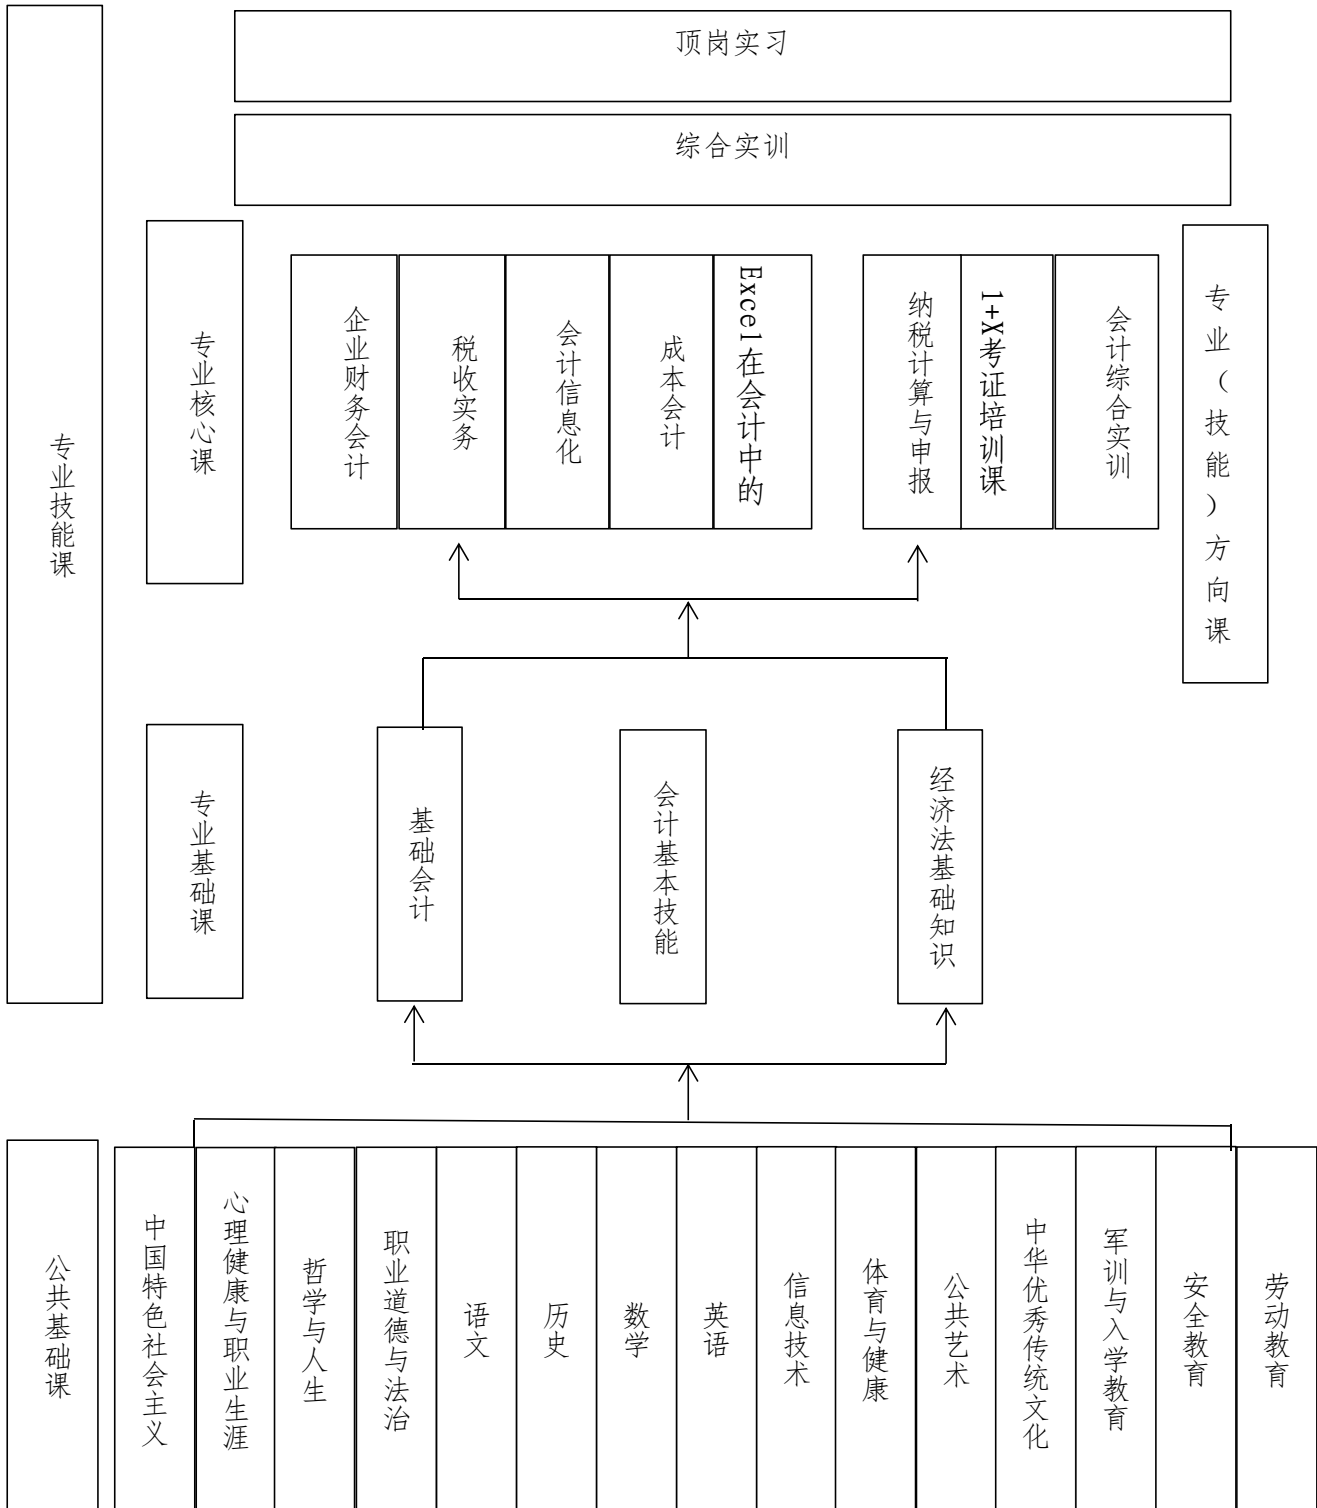 顶岗实习
综合实训
专业技能课
专业核心课
企业财务会计
税收实务
会计信息化
成本会计
Excel在会计中的
纳税计算与申报
1+X考证培训课
会计综合实训
专业（技能）方向课
专业基础课
基础会计
会计基本技能
经济法基础知识
公共基础课
中国特色社会主义
心理健康与职业生涯
哲学与人生
职业道德与法治
语文
历史
数学
英语
信息技术
体育与健康
公共艺术
中华优秀传统文化
军训与入学教育
安全教育
劳动教育